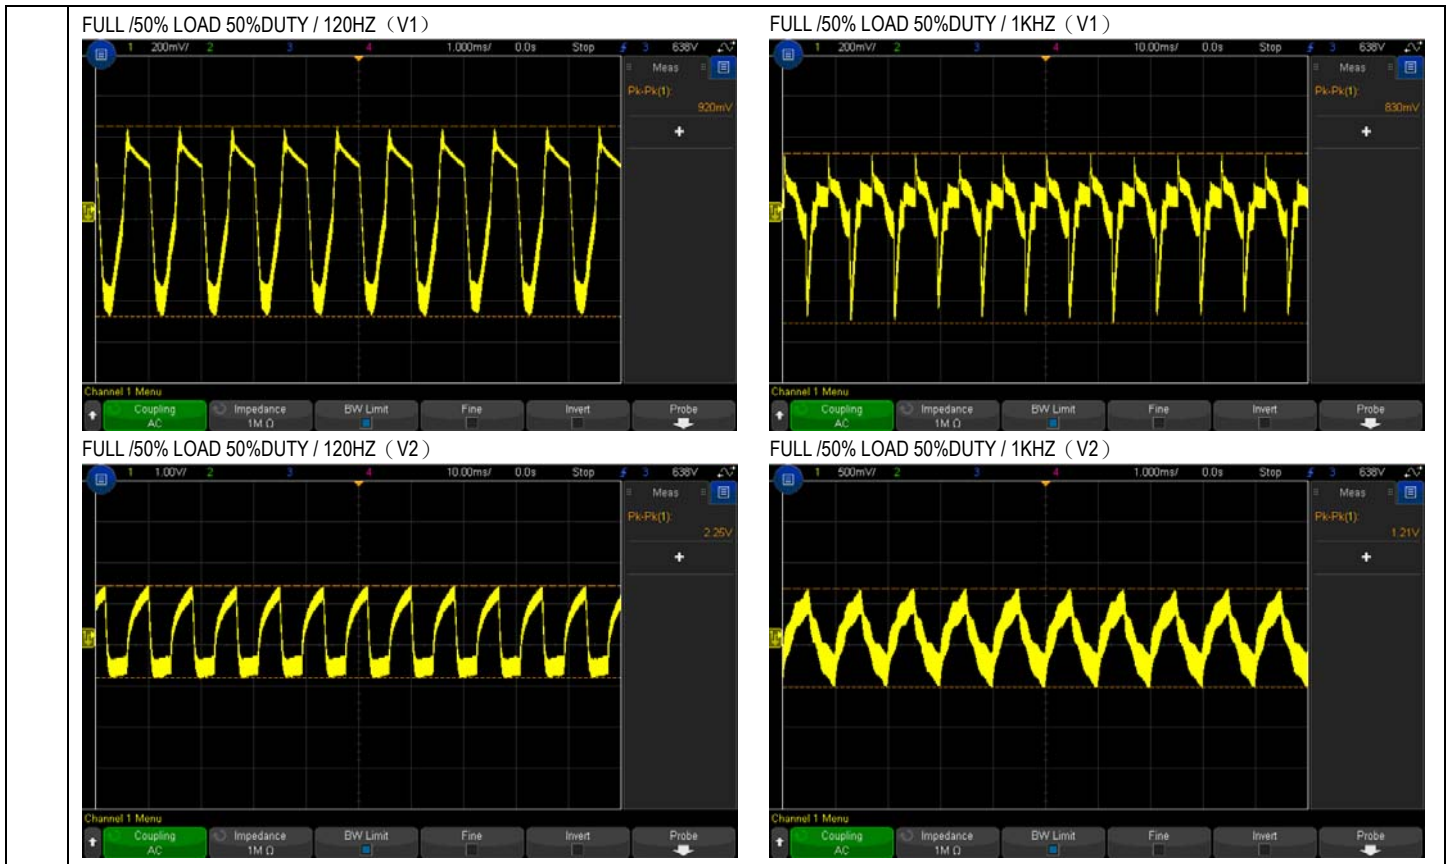 FULL /50% LOAD 50%DUTY / 120HZ（V1）
1 200mV/ 2 3 4 1.000ms/ 0.0s Stop 3 638V
Meas
Pk-Pk(1):
920mV
+
Channel 1 Menu
Coupling AC Impedance 1M Ω BW Limit Fine Invert Probe
FULL /50% LOAD 50%DUTY / 1KHZ（V1）
1 200mV/ 2 3 4 10.00ms/ 0.0s Stop 3 638V
Meas
Pk-Pk(1):
830mV
+
Channel 1 Menu
Coupling AC Impedance 1M Ω BW Limit Fine Invert Probe
FULL /50% LOAD 50%DUTY / 120HZ（V2）
1 1.00V/ 2 3 4 10.00ms/ 0.0s Stop 3 638V
Meas
Pk-Pk(1):
2.25V
+
Channel 1 Menu
Coupling AC Impedance 1M Ω BW Limit Fine Invert Probe
FULL /50% LOAD 50%DUTY / 1KHZ（V2）
1 500mV/ 2 3 4 1.000ms/ 0.0s Stop 3 638V
Meas
Pk-Pk(1):
1.21V
+
Channel 1 Menu
Coupling AC Impedance 1M Ω BW Limit Fine Invert Probe